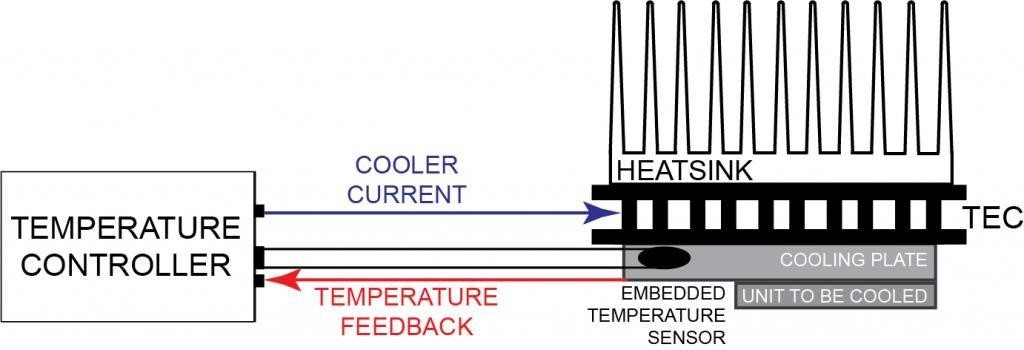 TEMPERATURE
CONTROLLER
COOLER
CURRENT
TEMPERATURE
FEEDBACK
HEATSINK
TEC
COOLING PLATE
UNIT TO BE COOLED
EMBEDDED
TEMPERATURE
SENSOR